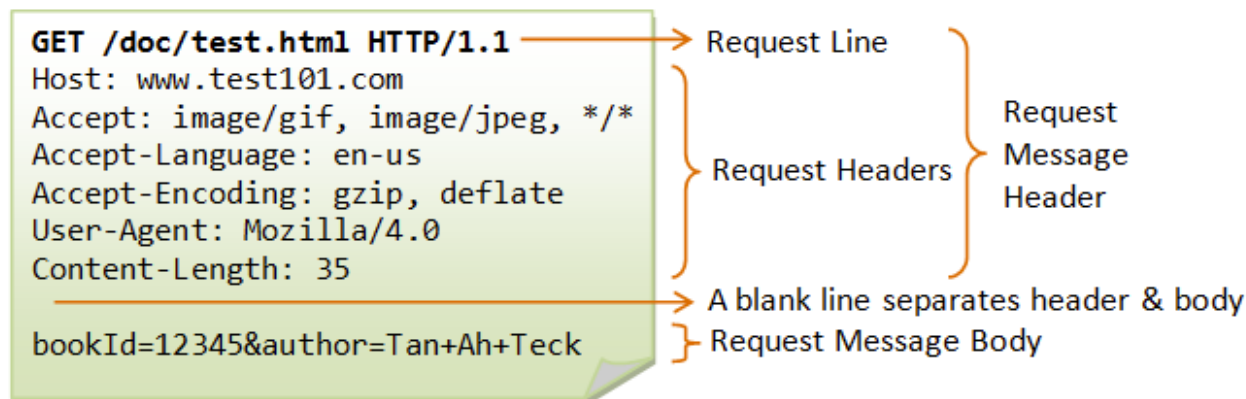 GET /doc/test.html HTTP/1.1
Request Line
Host: www.test101.com
Accept: image/gif, image/jpeg, */*
Accept-Language: en-us
Accept-Encoding: gzip, deflate
User-Agent: Mozilla/4.0
Content-Length: 35
Request Headers
Request
Message
Header
A blank line separates header & body
bookId=12345&author=Tan+Ah+Teck
Request Message Body